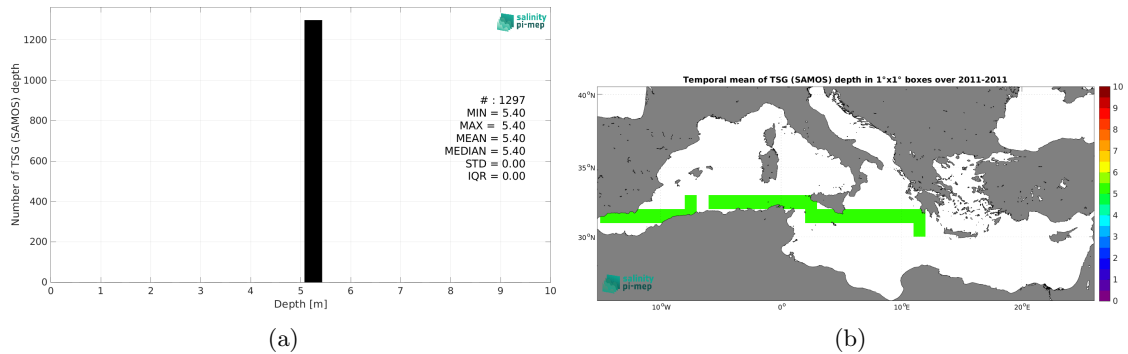 salinity
pi-mep
1200
1000
800
600
400
200
0
Number of TSG (SAMOS) depth
# : 1297
MIN = 5.40
MAX = 5.40
MEAN = 5.40
MEDIAN = 5.40
STD = 0.00
IQR = 0.00
0 1 2 3 4 5 6 7 8 9 10
Depth [m]
(a)
Temporal mean of TSG (SAMOS) depth in 1°x1° boxes over 2011-2011
40°N
35°N
30°N
10°W 0° 10°E 20°E
salinity
pi-mep
10
9
8
7
6
5
4
3
2
1
0
(b)